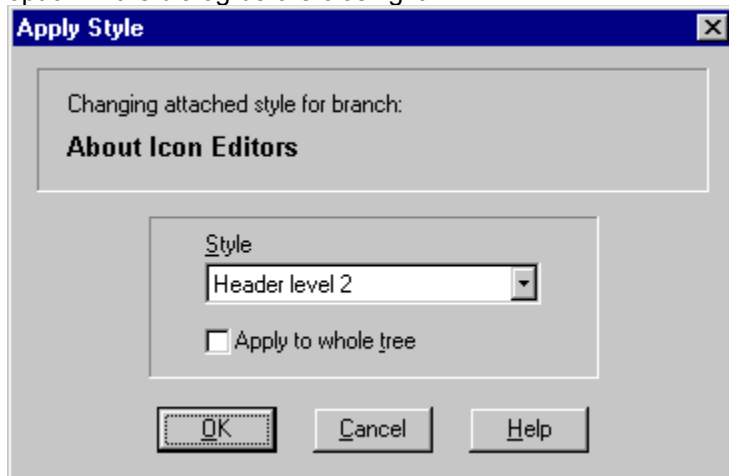 Apply Style
Changing attached style for branch:
About Icon Editors
Style
Header level 2
Apply to whole tree
OK Cancel Help